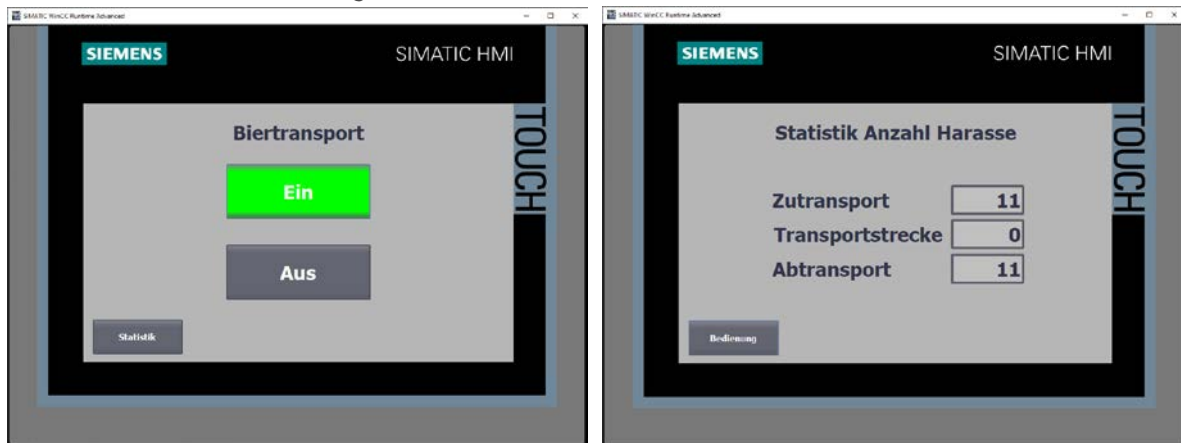 SIMATIC WinCC Runtime Advanced
SIEMENS
SIMATIC HMI
TOUCH
Biertransport
Ein
Aus
Statistik
SIMATIC WinCC Runtime Advanced
SIEMENS
SIMATIC HMI
TOUCH
Statistik Anzahl Harasse
Zutransport 11
Transportstrecke 0
Abtransport 11
Bedienung